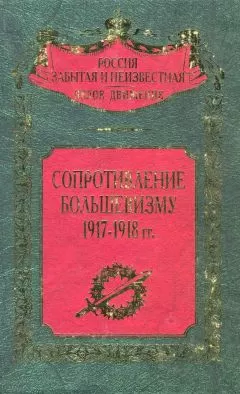 РОССИЯ
ЗАБЫТАЯ И НЕИЗВЕСТНАЯ
БЕЛОЕ ДВИЖЕНИЕ
СОПРОТИВЛЕНИЕ
БОЛЬШЕВИЗМУ
1917-1918 гг.